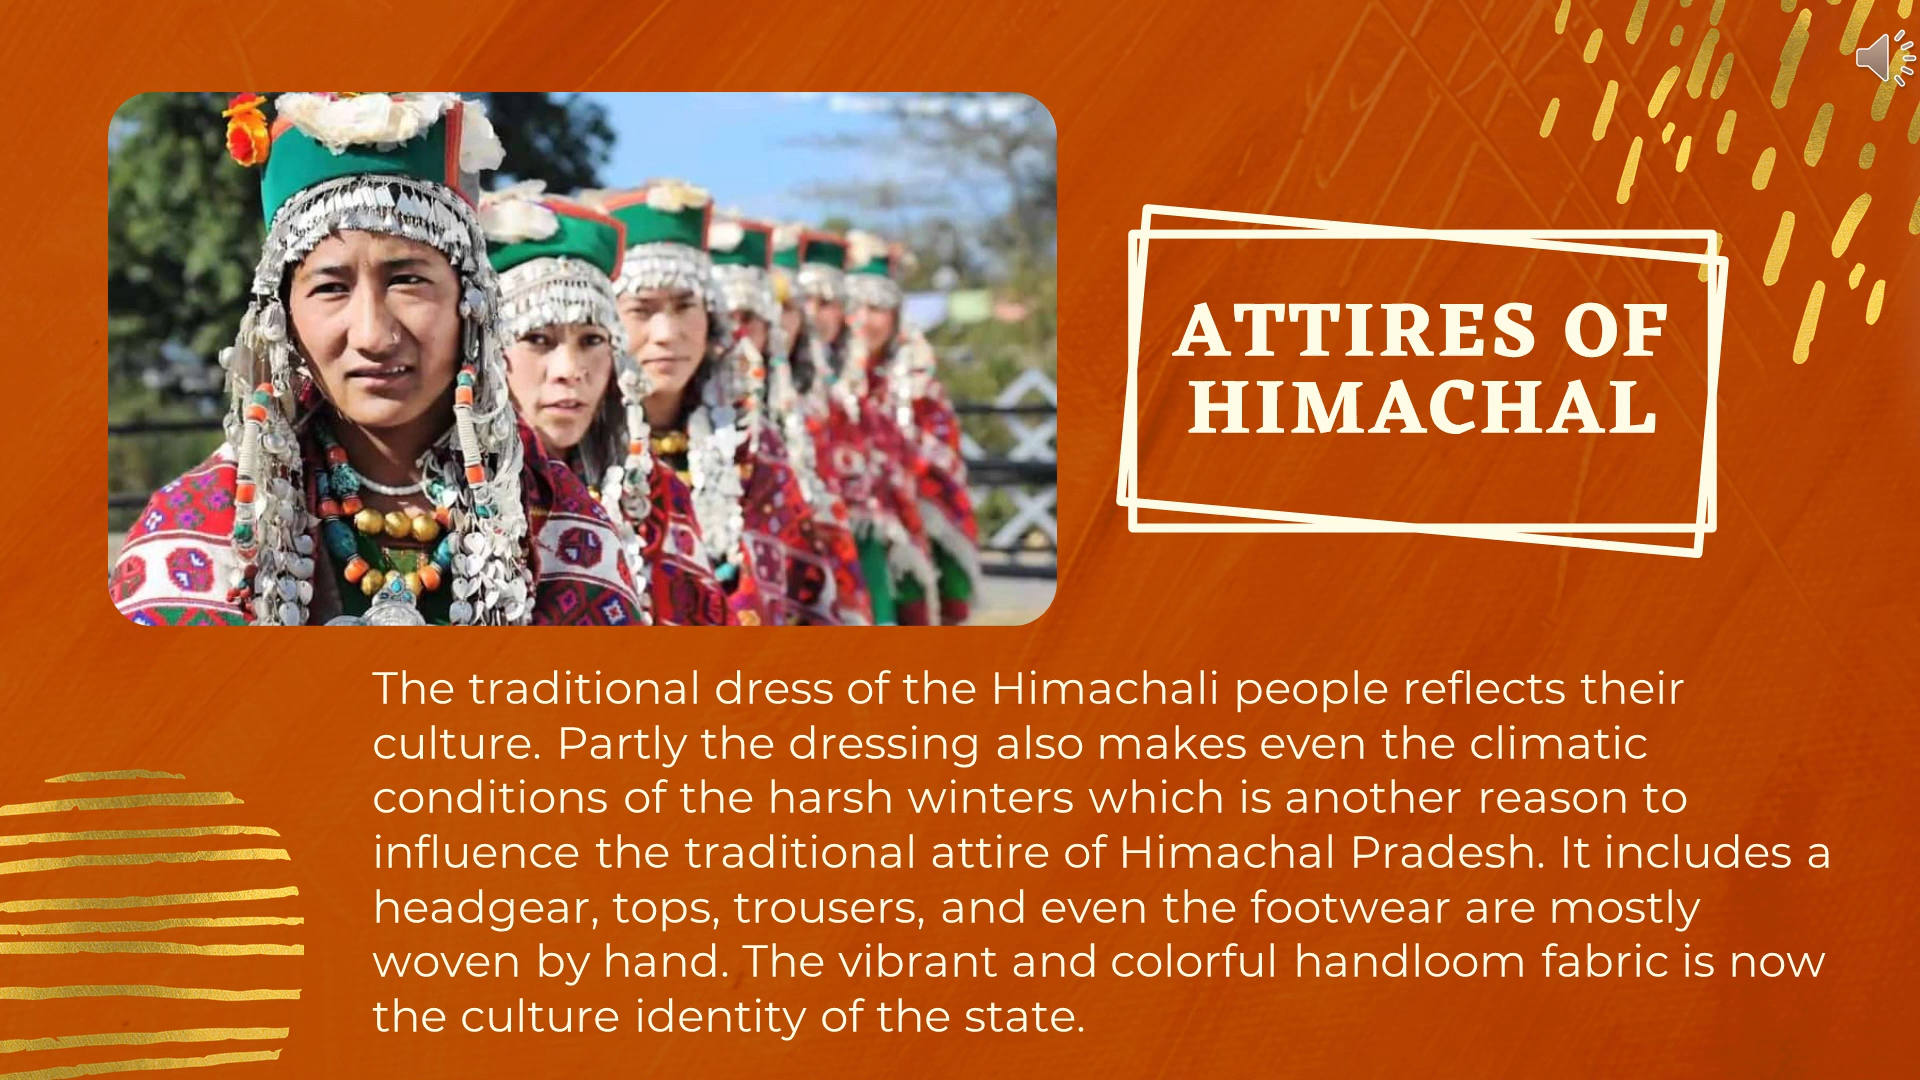 ATTIRES OF
HIMACHAL
The traditional dress of the Himachali people reflects their
culture. Partly the dressing also makes even the climatic
conditions of the harsh winters which is another reason to
influence the traditional attire of Himachal Pradesh. It includes a
headgear, tops, trousers, and even the footwear are mostly
woven by hand. The vibrant and colorful handloom fabric is now
the culture identity of the state.